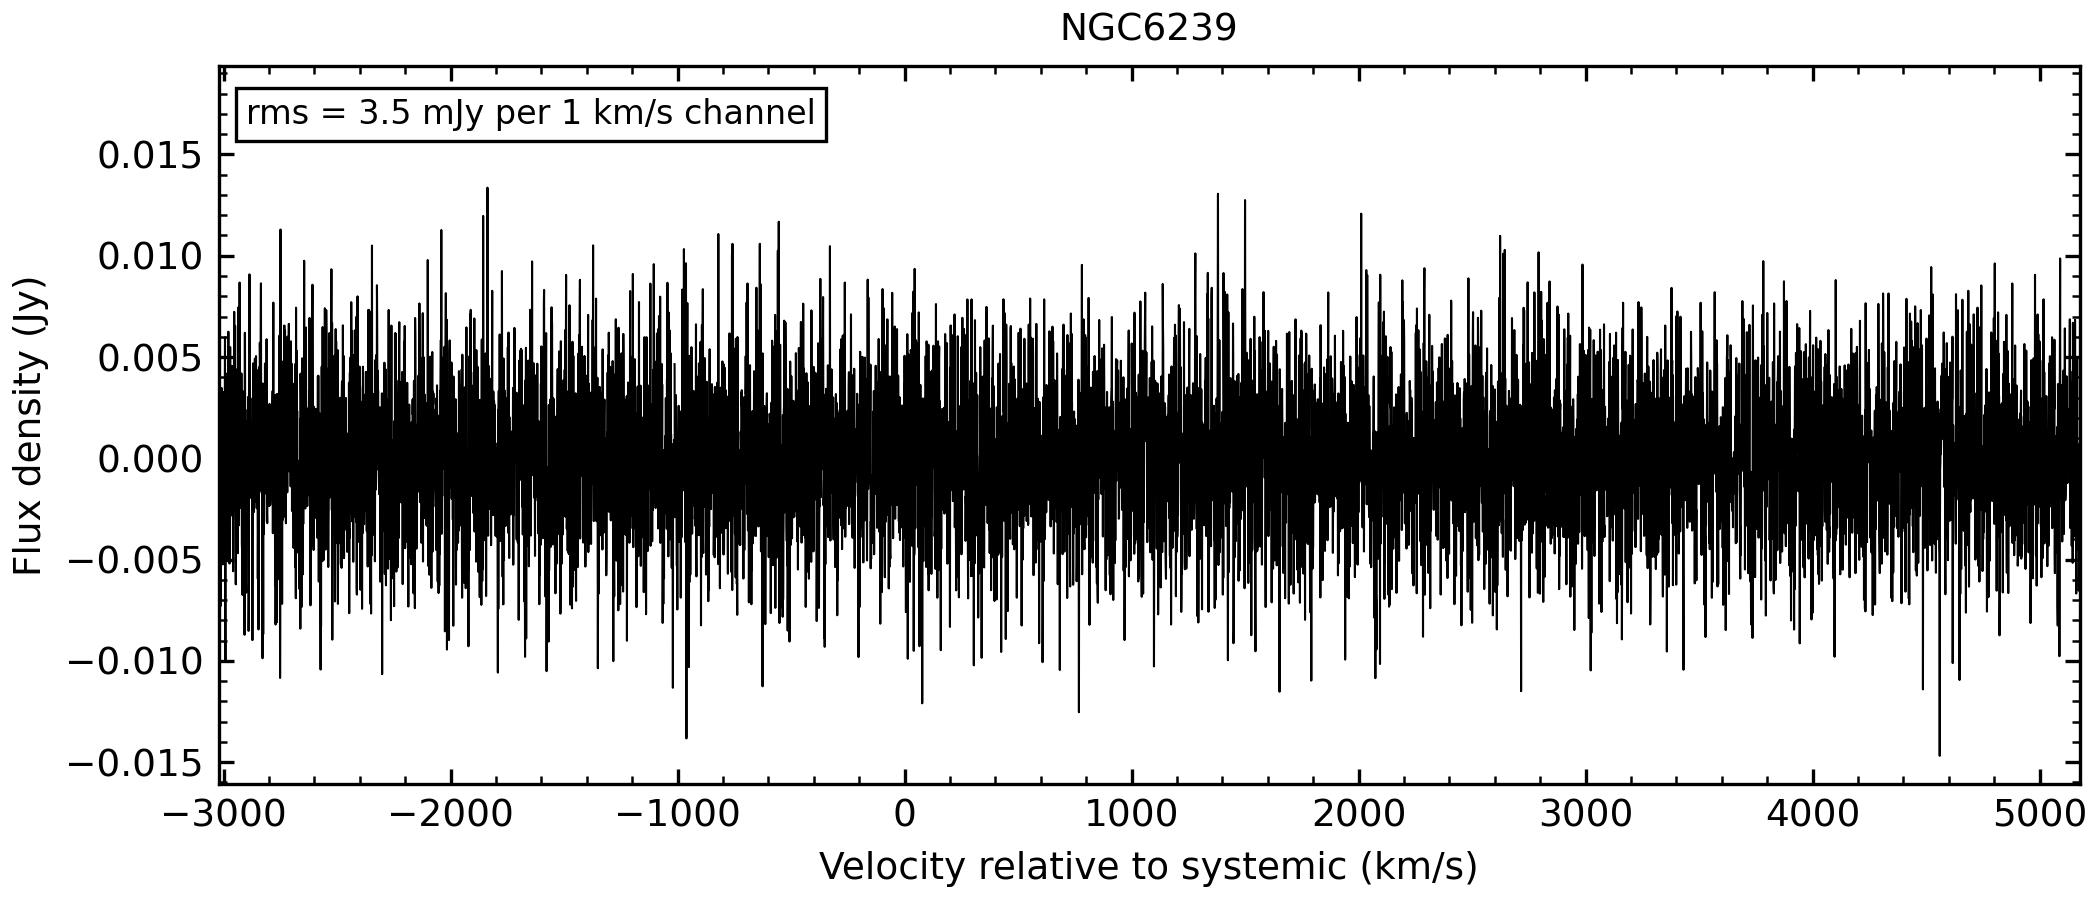 NGC6239
rms = 3.5 mJy per 1 km/s channel
0.015
0.010
0.005
0.000
−0.005
−0.010
−0.015
Flux density (Jy)
−3000 −2000 −1000 0 1000 2000 3000 4000 5000
Velocity relative to systemic (km/s)